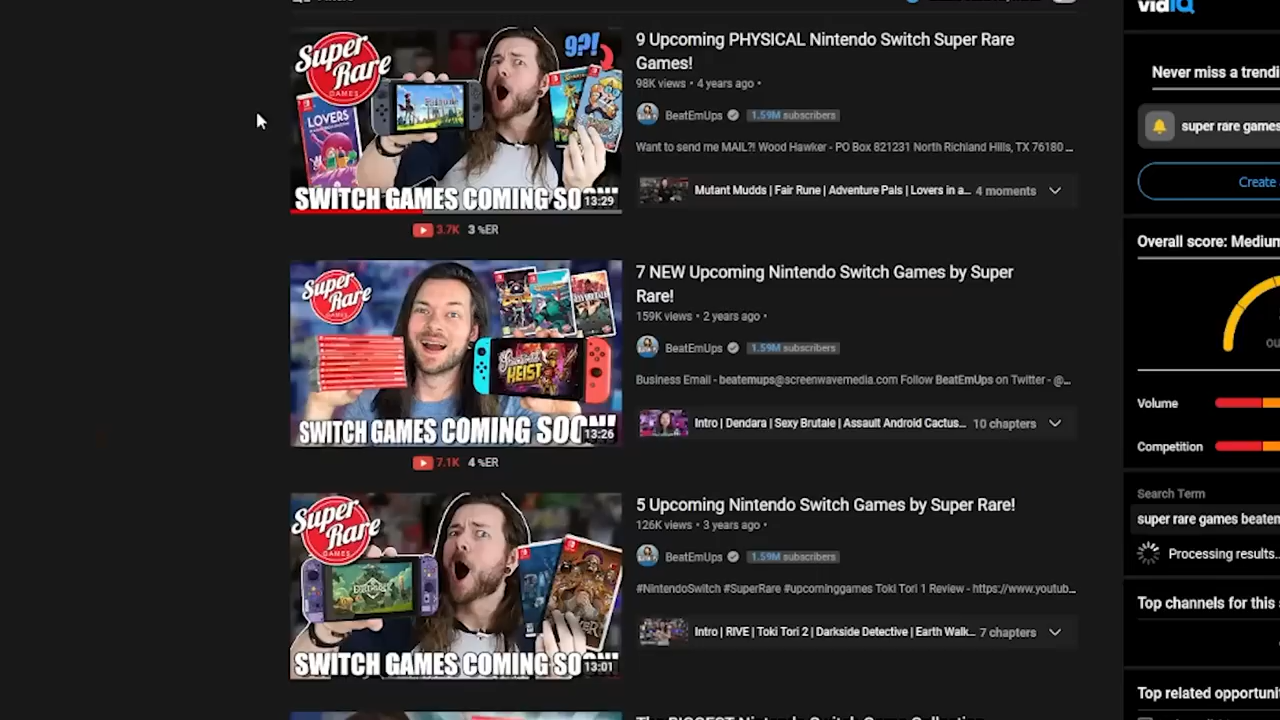 vidIQ
Super
Rare
GAMES
9?!
LOVERS
SWITCH GAMES COMING SOON!
13:29
9 Upcoming PHYSICAL Nintendo Switch Super Rare
Games!
98K views • 4 years ago •
BeatEmUps
1.59M subscribers
Want to send me MAIL?! Wood Hawker - PO Box 821231 North Richland Hills, TX 76180 ...
Mutant Mudds | Fair Rune | Adventure Pals | Lovers in a... 4 moments
3.7K 3 %ER
Super
Rare
GAMES
HEIST
SWITCH GAMES COMING SOON!
13:26
7 NEW Upcoming Nintendo Switch Games by Super
Rare!
159K views • 2 years ago •
BeatEmUps
1.59M subscribers
Business Email - beatemups@screenwavemedia.com Follow BeatEmUps on Twitter - @...
Intro | Dendara | Sexy Brutale | Assault Android Cactus... 10 chapters
7.1K 4 %ER
Super
Rare
GAMES
SWITCH GAMES COMING SOON!
13:01
5 Upcoming Nintendo Switch Games by Super Rare!
126K views • 3 years ago •
BeatEmUps
1.59M subscribers
#NintendoSwitch #SuperRare #upcominggames Toki Tori 1 Review - https://www.youtub...
Intro | RIVE | Toki Tori 2 | Darkside Detective | Earth Walk... 7 chapters
Never miss a trendi
super rare games
Create
Overall score: Medium
Volume
Competition
Search Term
super rare games beaten
Processing results...
Top channels for this
Top related opportuni